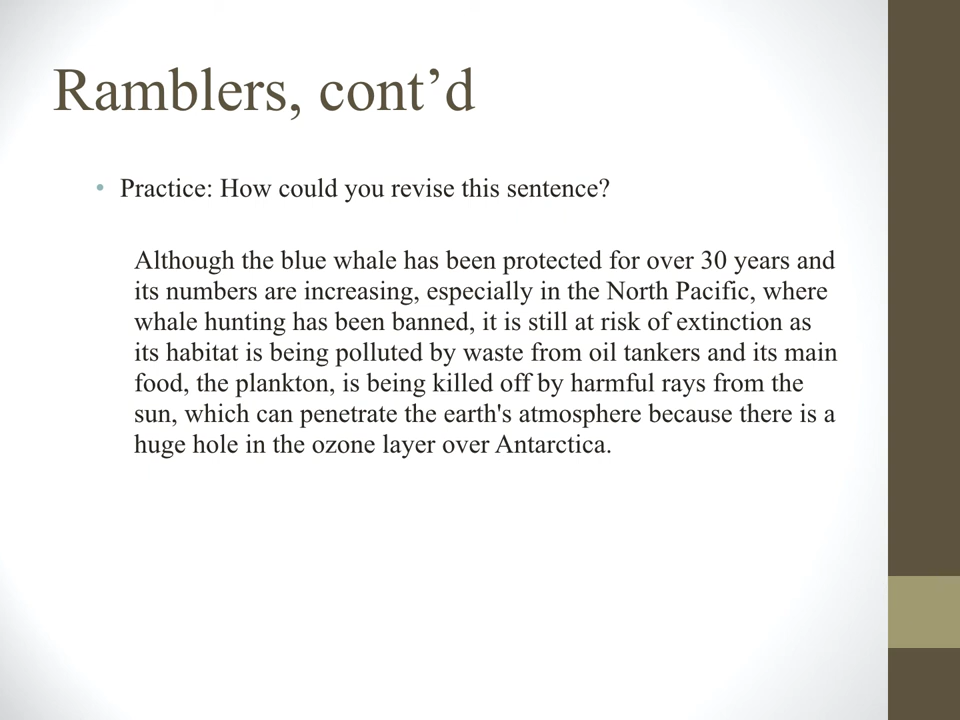 Ramblers, cont’d
• Practice: How could you revise this sentence?
Although the blue whale has been protected for over 30 years and
its numbers are increasing, especially in the North Pacific, where
whale hunting has been banned, it is still at risk of extinction as
its habitat is being polluted by waste from oil tankers and its main
food, the plankton, is being killed off by harmful rays from the
sun, which can penetrate the earth's atmosphere because there is a
huge hole in the ozone layer over Antarctica.